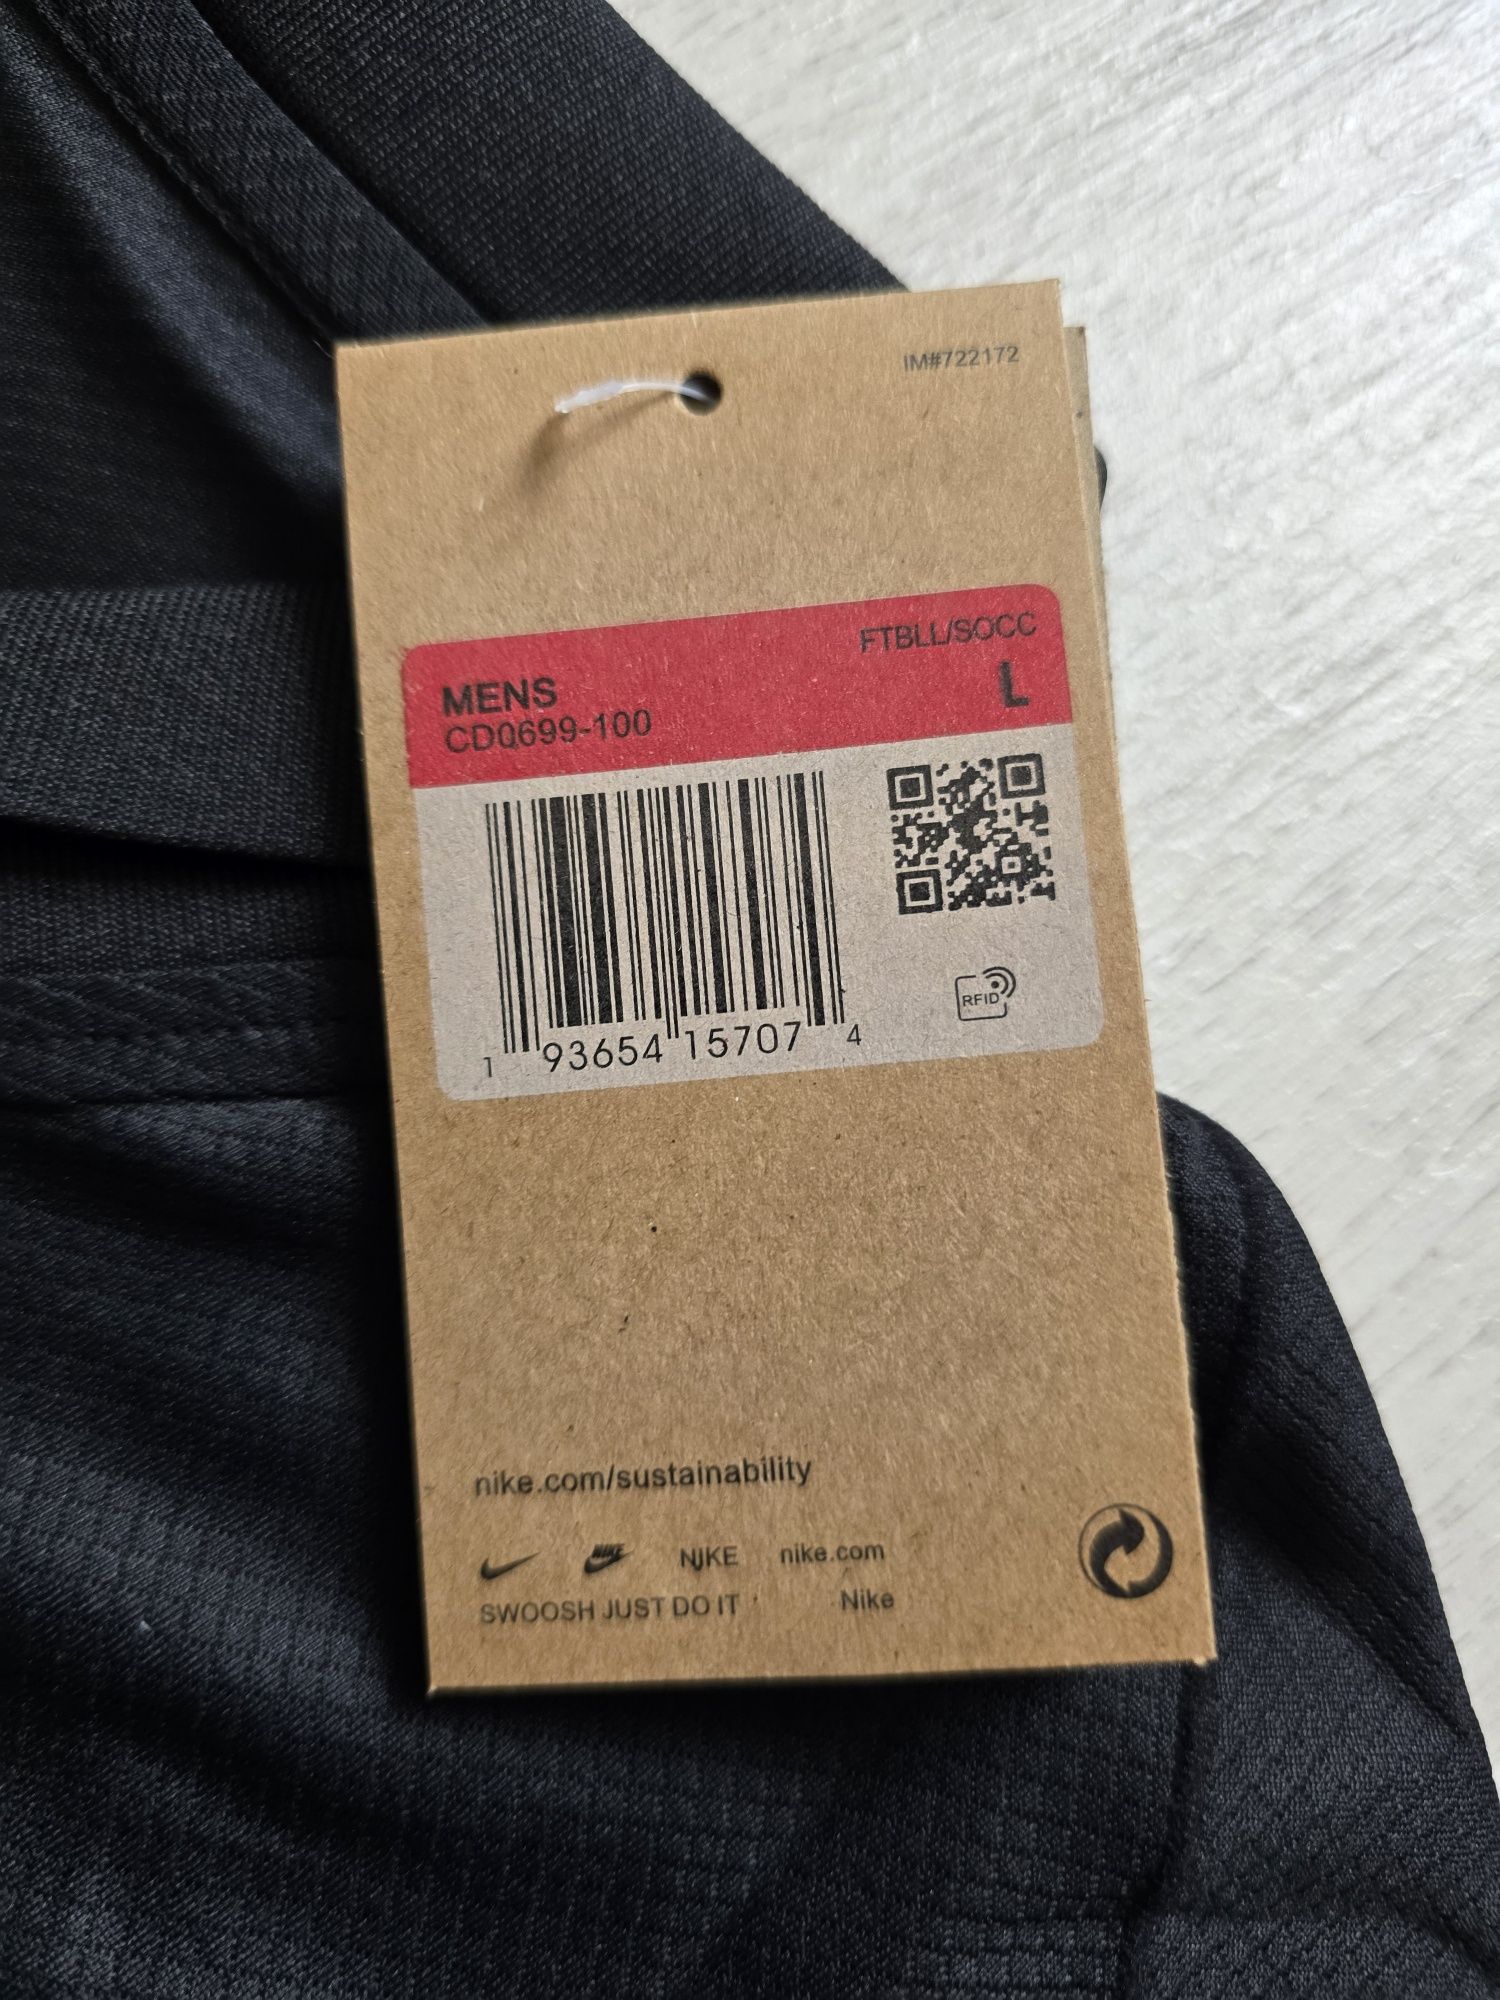 IM#722172
FTBLL/SOCC
MENS L
CD0699-100
1 93654 15707 4
RFID
nike.com/sustainability
NIKE NIKE nike.com
SWOOSH JUST DO IT Nike